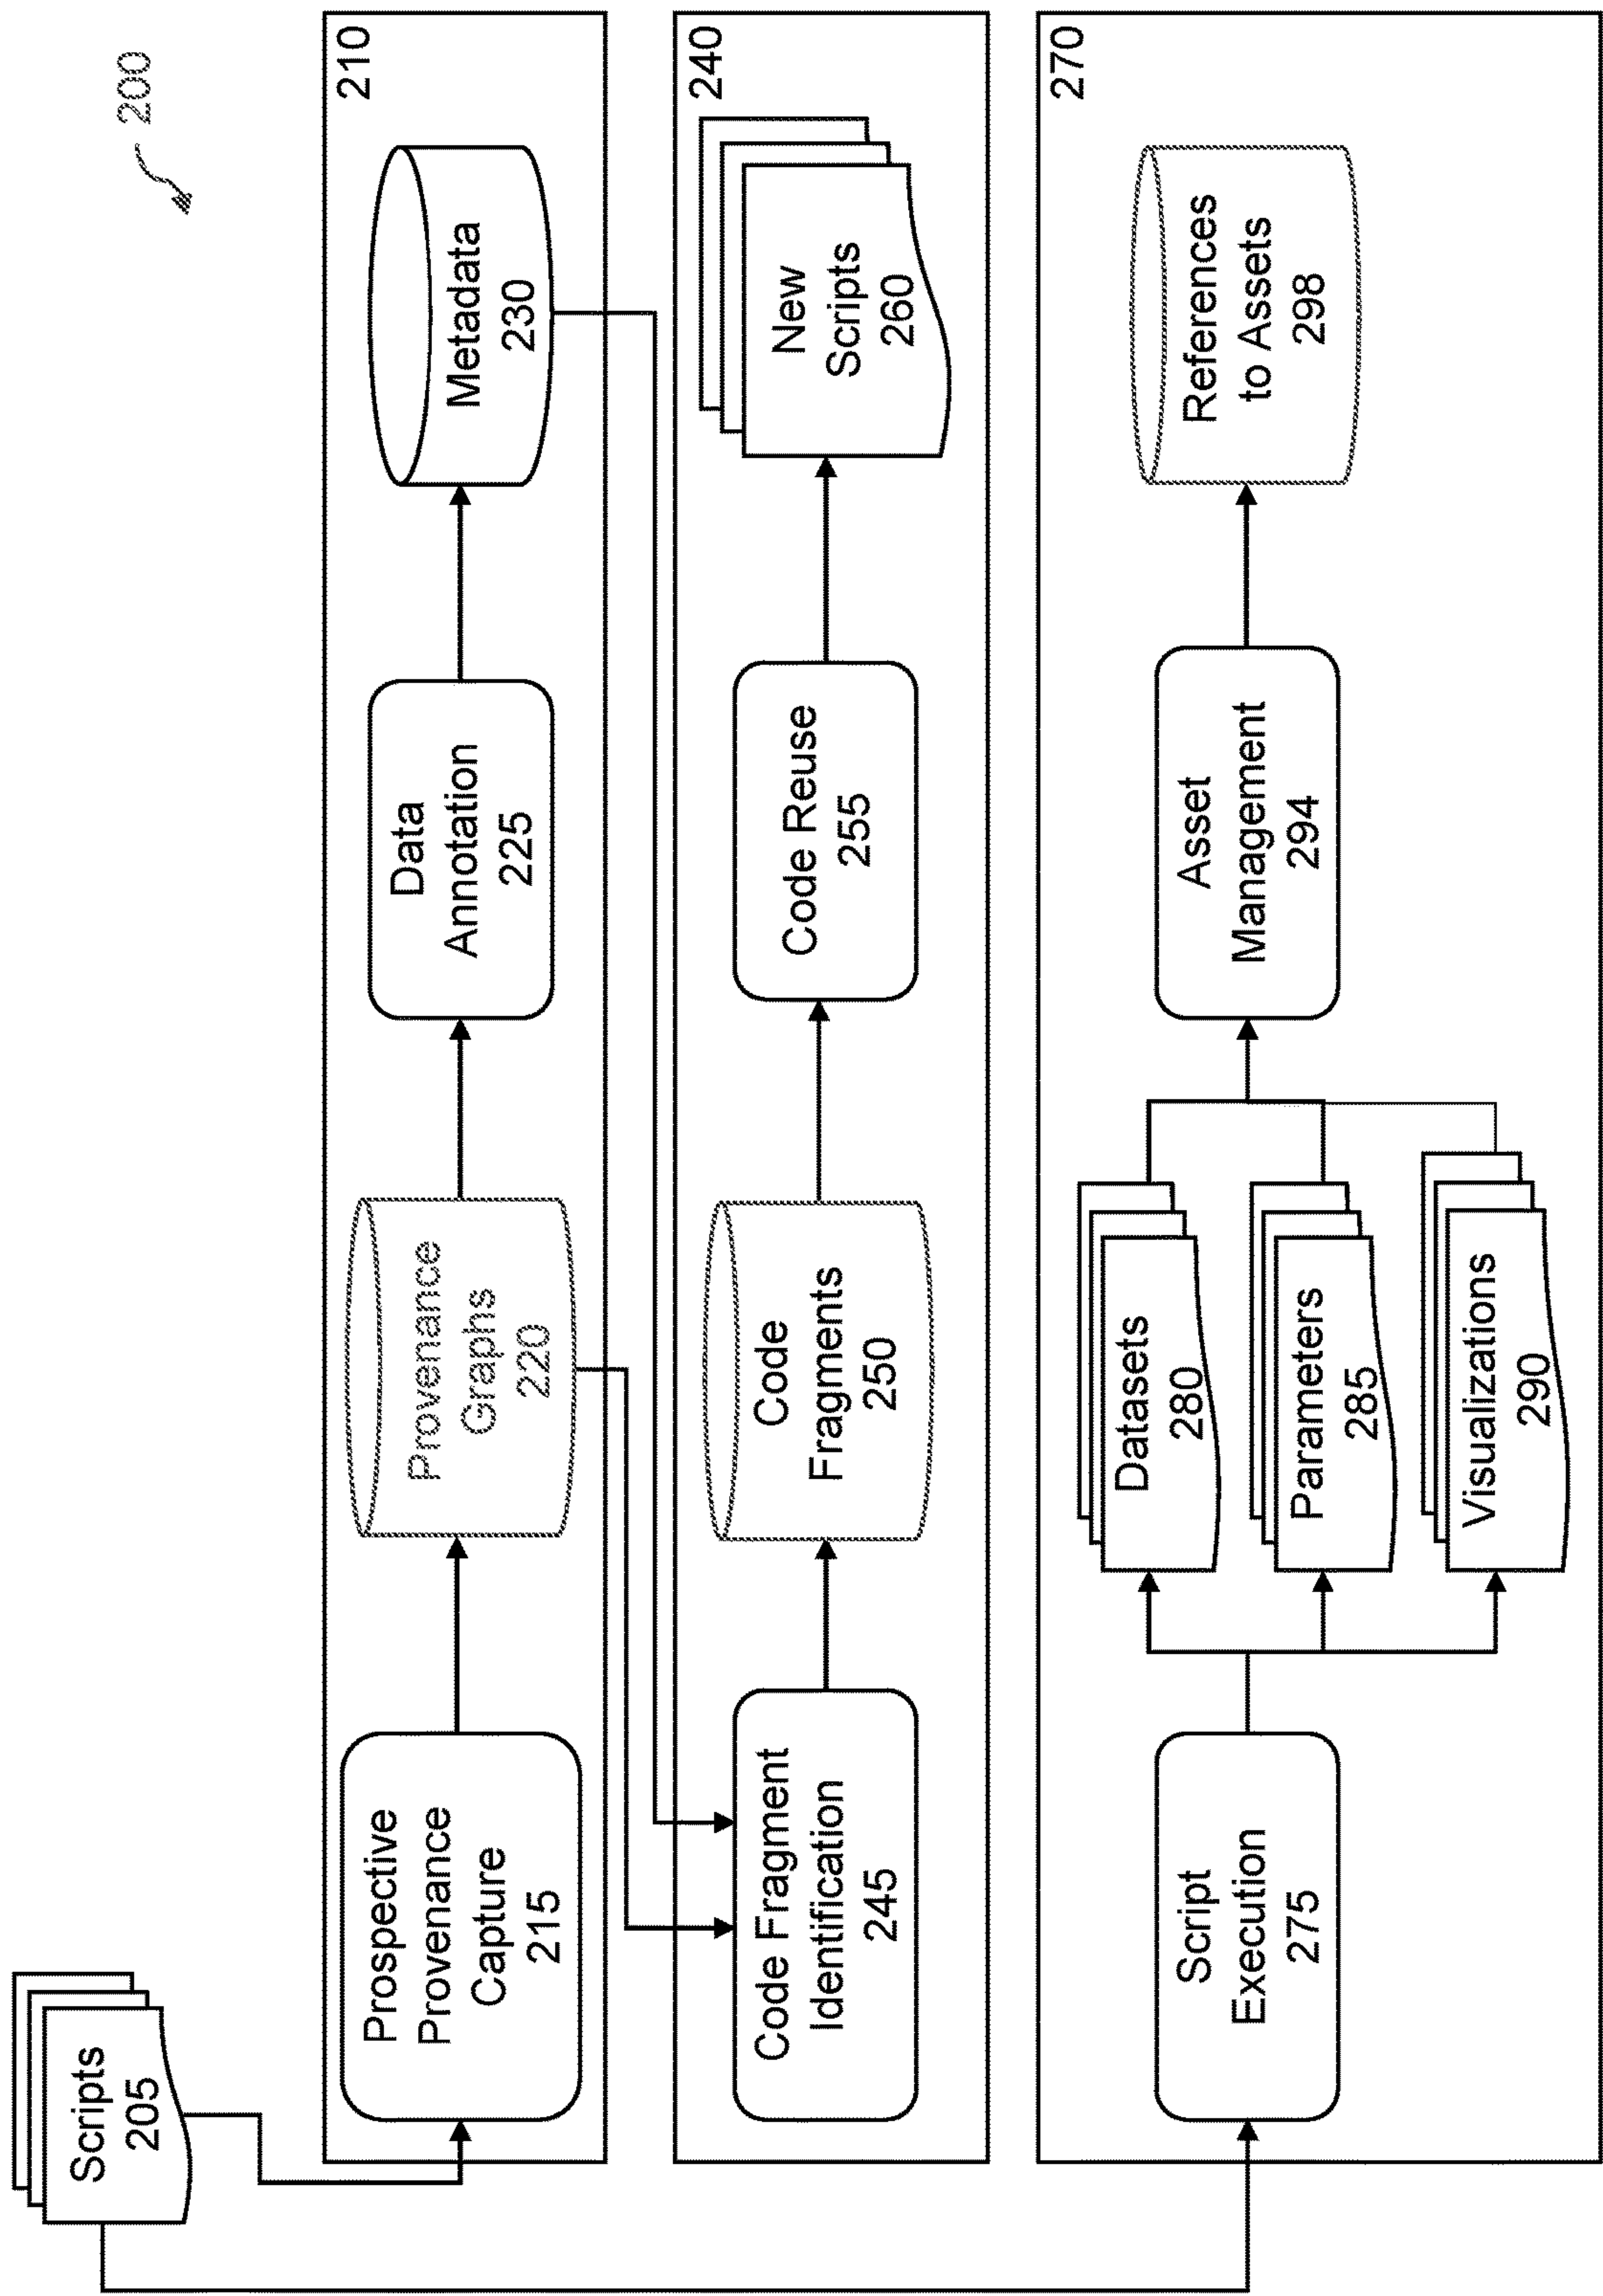 200
Scripts
205
210
Prospective
Provenance
Capture
215
Provenance
Graphs
220
Data
Annotation
225
Metadata
230
240
Code Fragment
Identification
245
Code
Fragments
250
Code Reuse
255
New
Scripts
260
270
Script
Execution
275
Datasets
280
Parameters
285
Visualizations
290
Asset
Management
294
References
to Assets
298